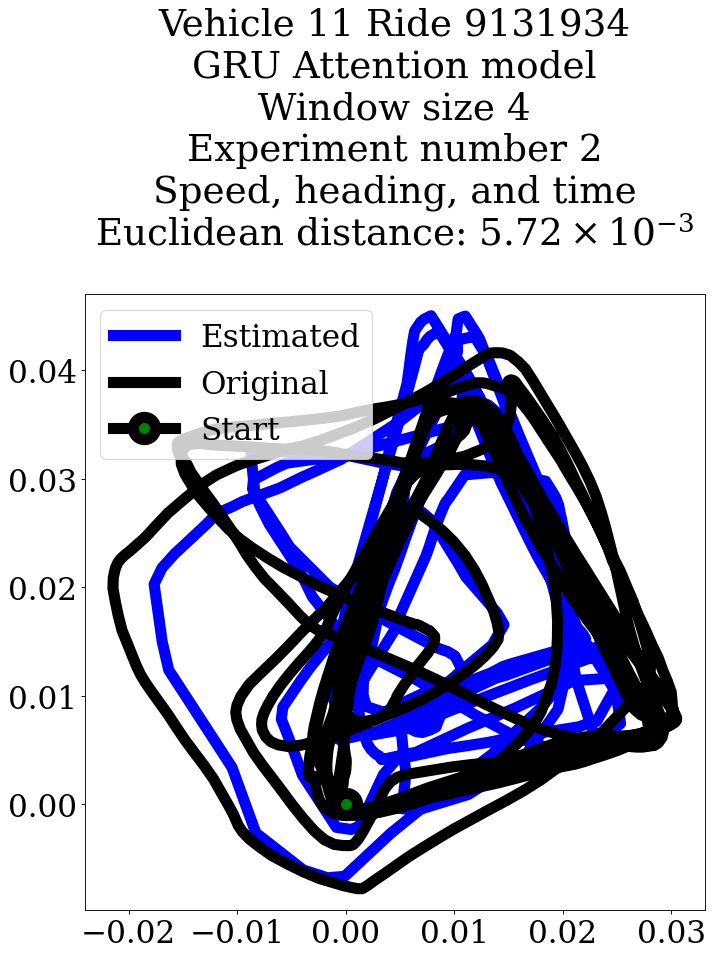 Vehicle 11 Ride 9131934
GRU Attention model
Window size 4
Experiment number 2
Speed, heading, and time
Euclidean distance: 5.72 × 10⁻³
Estimated
Original
Start
0.04
0.03
0.02
0.01
0.00
−0.02 −0.01 0.00 0.01 0.02 0.03